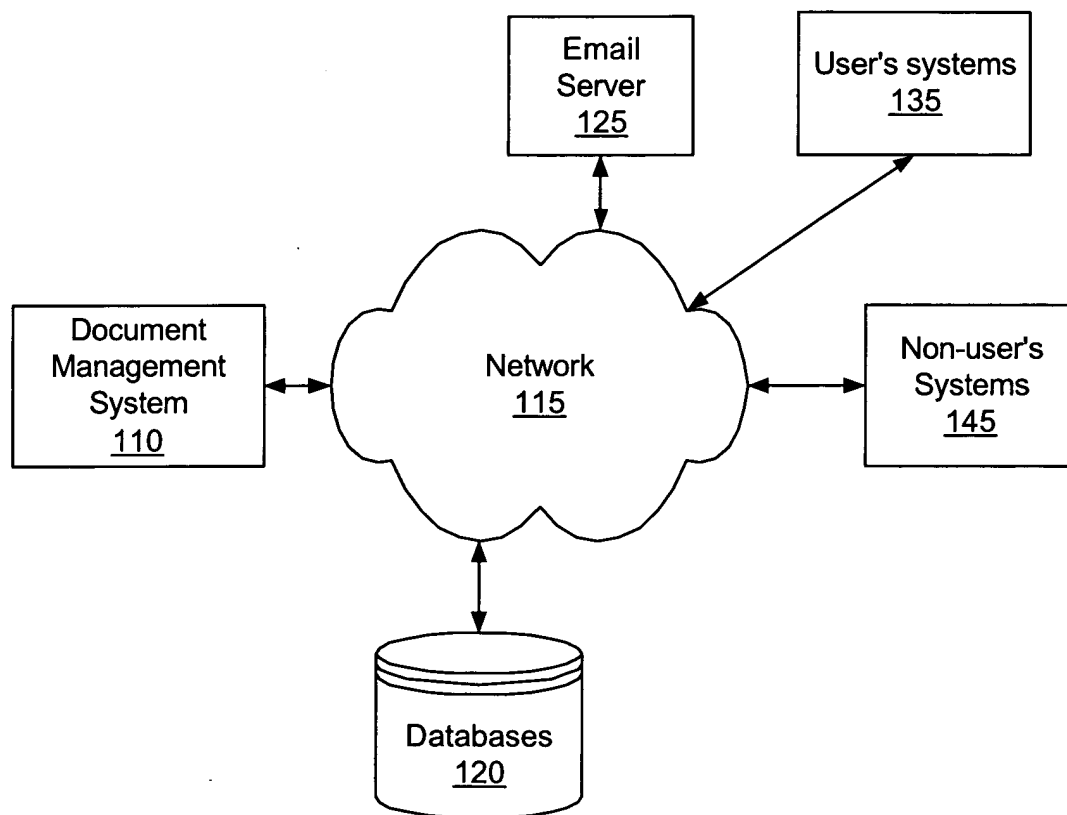 Email
Server
125
User's systems
135
Document
Management
System
110
Network
115
Non-user's
Systems
145
Databases
120